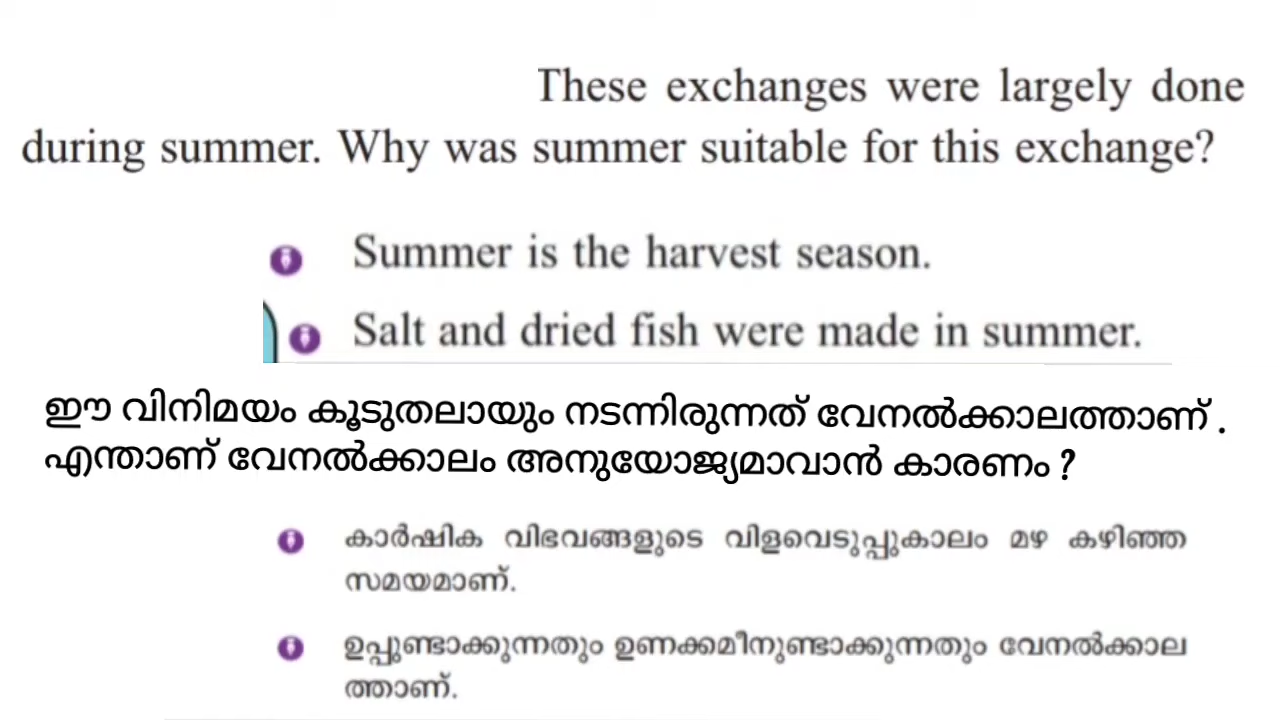 These exchanges were largely done
during summer. Why was summer suitable for this exchange?
Summer is the harvest season.
Salt and dried fish were made in summer.
ഈ വിനിമയം കൂടുതലായും നടന്നിരുന്നത് വേനൽക്കാലത്താണ് .
എന്താണ് വേനൽക്കാലം അനുയോജ്യമാവാൻ കാരണം ?
കാർഷിക വിഭവങ്ങളുടെ വിളവെടുപ്പുകാലം മഴ കഴിഞ്ഞ
സമയമാണ്.
ഉപ്പുണ്ടാക്കുന്നതും ഉണക്കമീനുണ്ടാക്കുന്നതും വേനൽക്കാല
ത്താണ്.